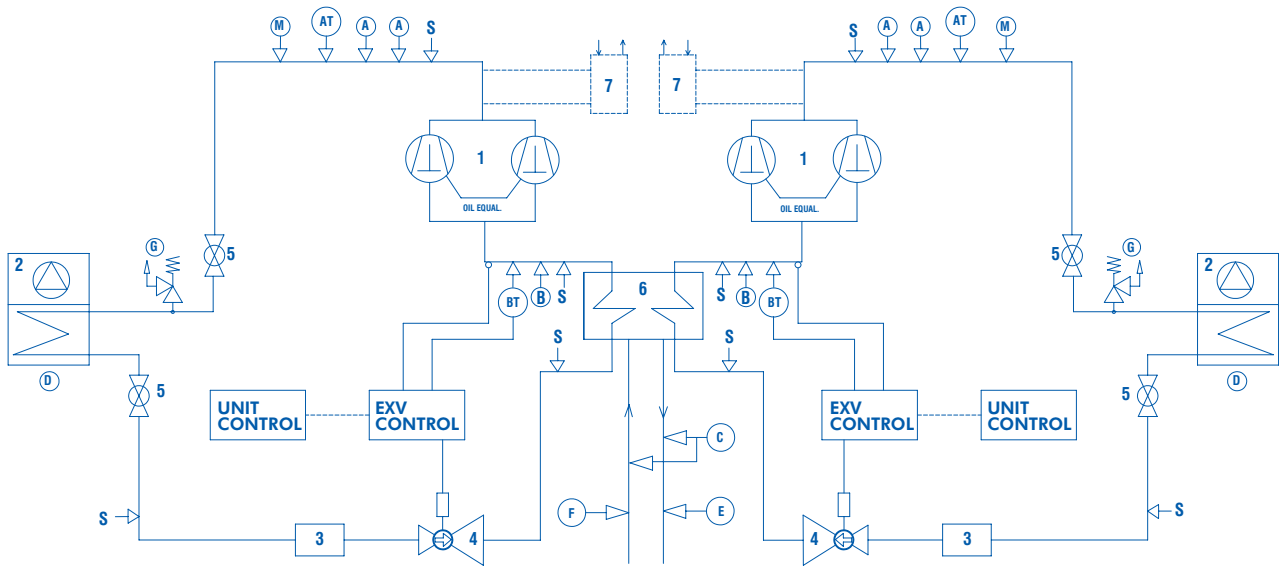 M AT A A S S A A AT M
7 7
1 1
OIL EQUAL. OIL EQUAL.
G 5 5 G
2 6 2
BT B S S B BT
S S
D 5 5 D
UNIT CONTROL EXV CONTROL EXV CONTROL UNIT CONTROL
C
S F E S
3 4 4 3